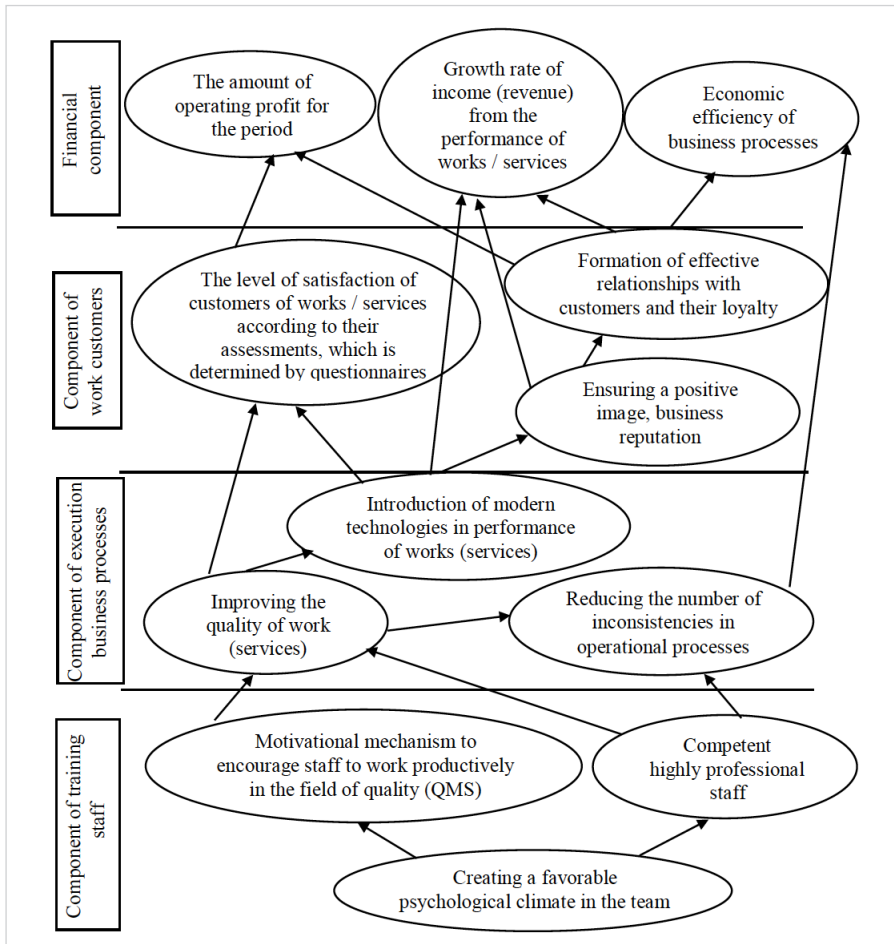 Financial
component
The amount of
operating profit for
the period
Growth rate of
income (revenue)
from the
performance of
works / services
Economic
efficiency of
business processes
Component of
work customers
The level of satisfaction of
customers of works / services
according to their
assessments, which is
determined by questionnaires
Formation of effective
relationships with
customers and their loyalty
Ensuring a positive
image, business
reputation
Component of execution
business processes
Introduction of modern
technologies in performance
of works (services)
Improving the
quality of work
(services)
Reducing the number of
inconsistencies in
operational processes
Component of training
staff
Motivational mechanism to
encourage staff to work productively
in the field of quality (QMS)
Competent
highly professional
staff
Creating a favorable
psychological climate in the team